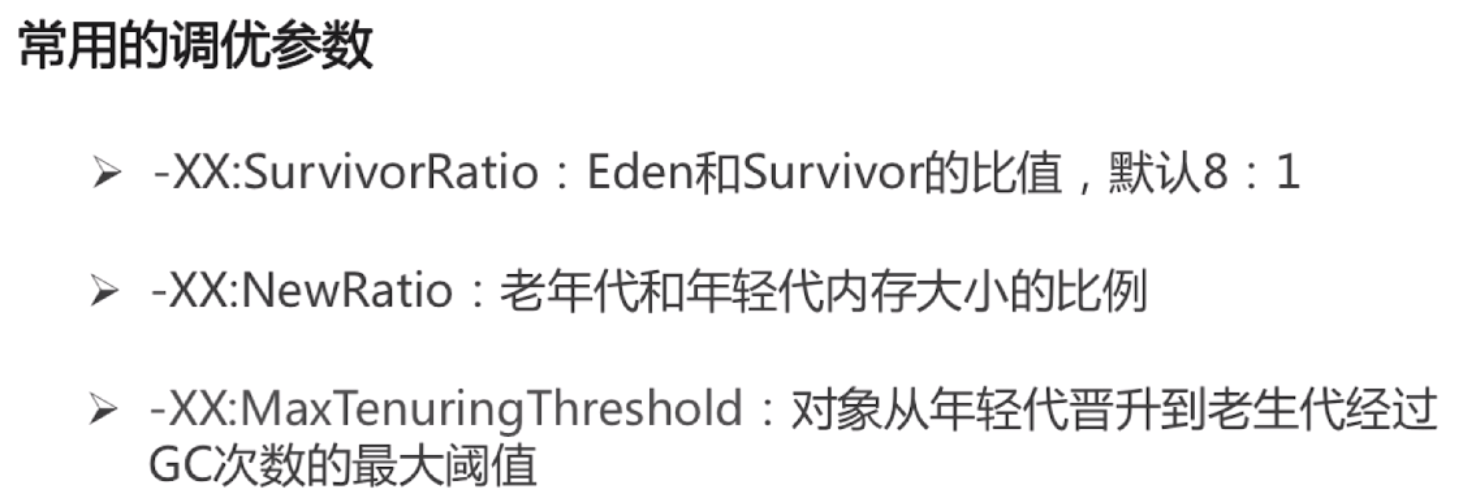 常用的调优参数
➢ -XX:SurvivorRatio：Eden和Survivor的比值，默认8：1
➢ -XX:NewRatio：老年代和年轻代内存大小的比例
➢ -XX:MaxTenuringThreshold：对象从年轻代晋升到老生代经过
GC次数的最大阈值